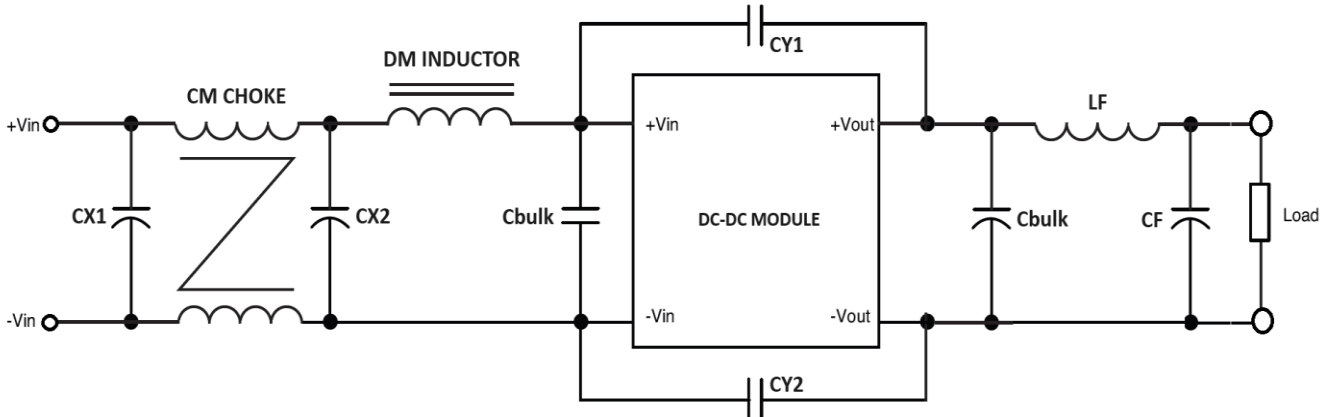 CY1
DM INDUCTOR
CM CHOKE
LF
+Vin
+Vin
+Vout
CX1
CX2
Cbulk
DC-DC MODULE
Cbulk
CF
Load
-Vin
-Vin
-Vout
CY2